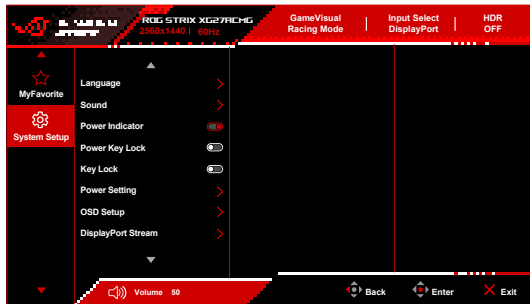 ROG STRIX XG27ACMG
2560x1440 | 60Hz
GameVisual
Racing Mode
Input Select
DisplayPort
HDR
OFF
MyFavorite
System Setup
Language
Sound
Power Indicator
Power Key Lock
Key Lock
Power Setting
OSD Setup
DisplayPort Stream
Volume 50
Back
Enter
Exit